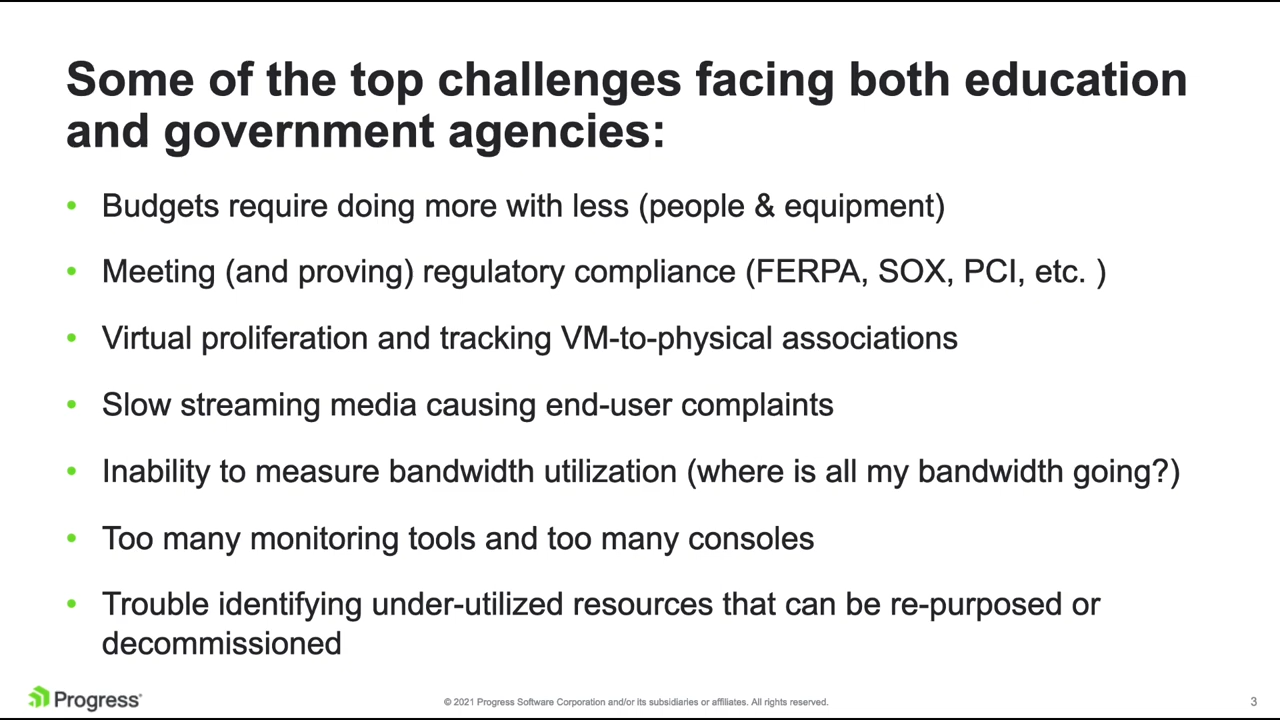 Some of the top challenges facing both education
and government agencies:
• Budgets require doing more with less (people & equipment)
• Meeting (and proving) regulatory compliance (FERPA, SOX, PCI, etc. )
• Virtual proliferation and tracking VM-to-physical associations
• Slow streaming media causing end-user complaints
• Inability to measure bandwidth utilization (where is all my bandwidth going?)
• Too many monitoring tools and too many consoles
• Trouble identifying under-utilized resources that can be re-purposed or
decommissioned
Progress
© 2021 Progress Software Corporation and/or its subsidiaries or affiliates. All rights reserved.
3